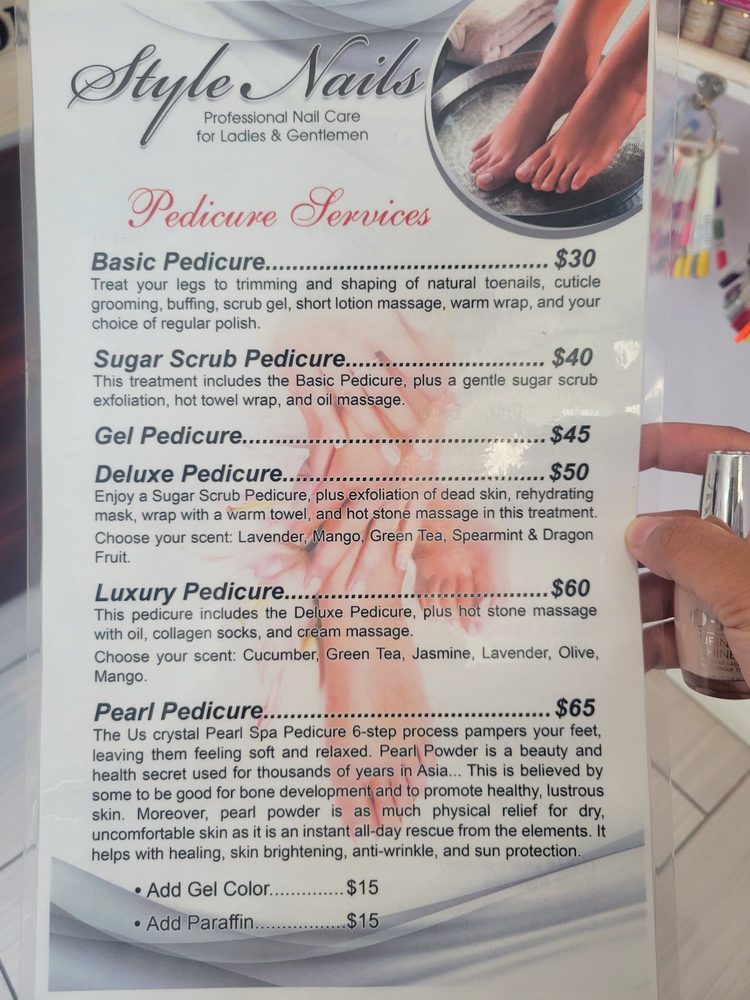 Style Nails
Professional Nail Care
for Ladies & Gentlemen
Pedicure Services
Basic Pedicure.......................................... $30
Treat your legs to trimming and shaping of natural toenails, cuticle
grooming, buffing, scrub gel, short lotion massage, warm wrap, and your
choice of regular polish.
Sugar Scrub Pedicure.............................. $40
This treatment includes the Basic Pedicure, plus a gentle sugar scrub
exfoliation, hot towel wrap, and oil massage.
Gel Pedicure............................................. $45
Deluxe Pedicure....................................... $50
Enjoy a Sugar Scrub Pedicure, plus exfoliation of dead skin, rehydrating
mask, wrap with a warm towel, and hot stone massage in this treatment.
Choose your scent: Lavender, Mango, Green Tea, Spearmint & Dragon
Fruit.
Luxury Pedicure.......................................$60
This pedicure includes the Deluxe Pedicure, plus hot stone massage
with oil, collagen socks, and cream massage.
Choose your scent: Cucumber, Green Tea, Jasmine, Lavender, Olive,
Mango.
Pearl Pedicure.......................................... $65
The Us crystal Pearl Spa Pedicure 6-step process pampers your feet,
leaving them feeling soft and relaxed. Pearl Powder is a beauty and
health secret used for thousands of years in Asia... This is believed by
some to be good for bone development and to promote healthy, lustrous
skin. Moreover, pearl powder is as much physical relief for dry,
uncomfortable skin as it is an instant all-day rescue from the elements. It
helps with healing, skin brightening, anti-wrinkle, and sun protection.
• Add Gel Color..............$15
• Add Paraffin.................$15